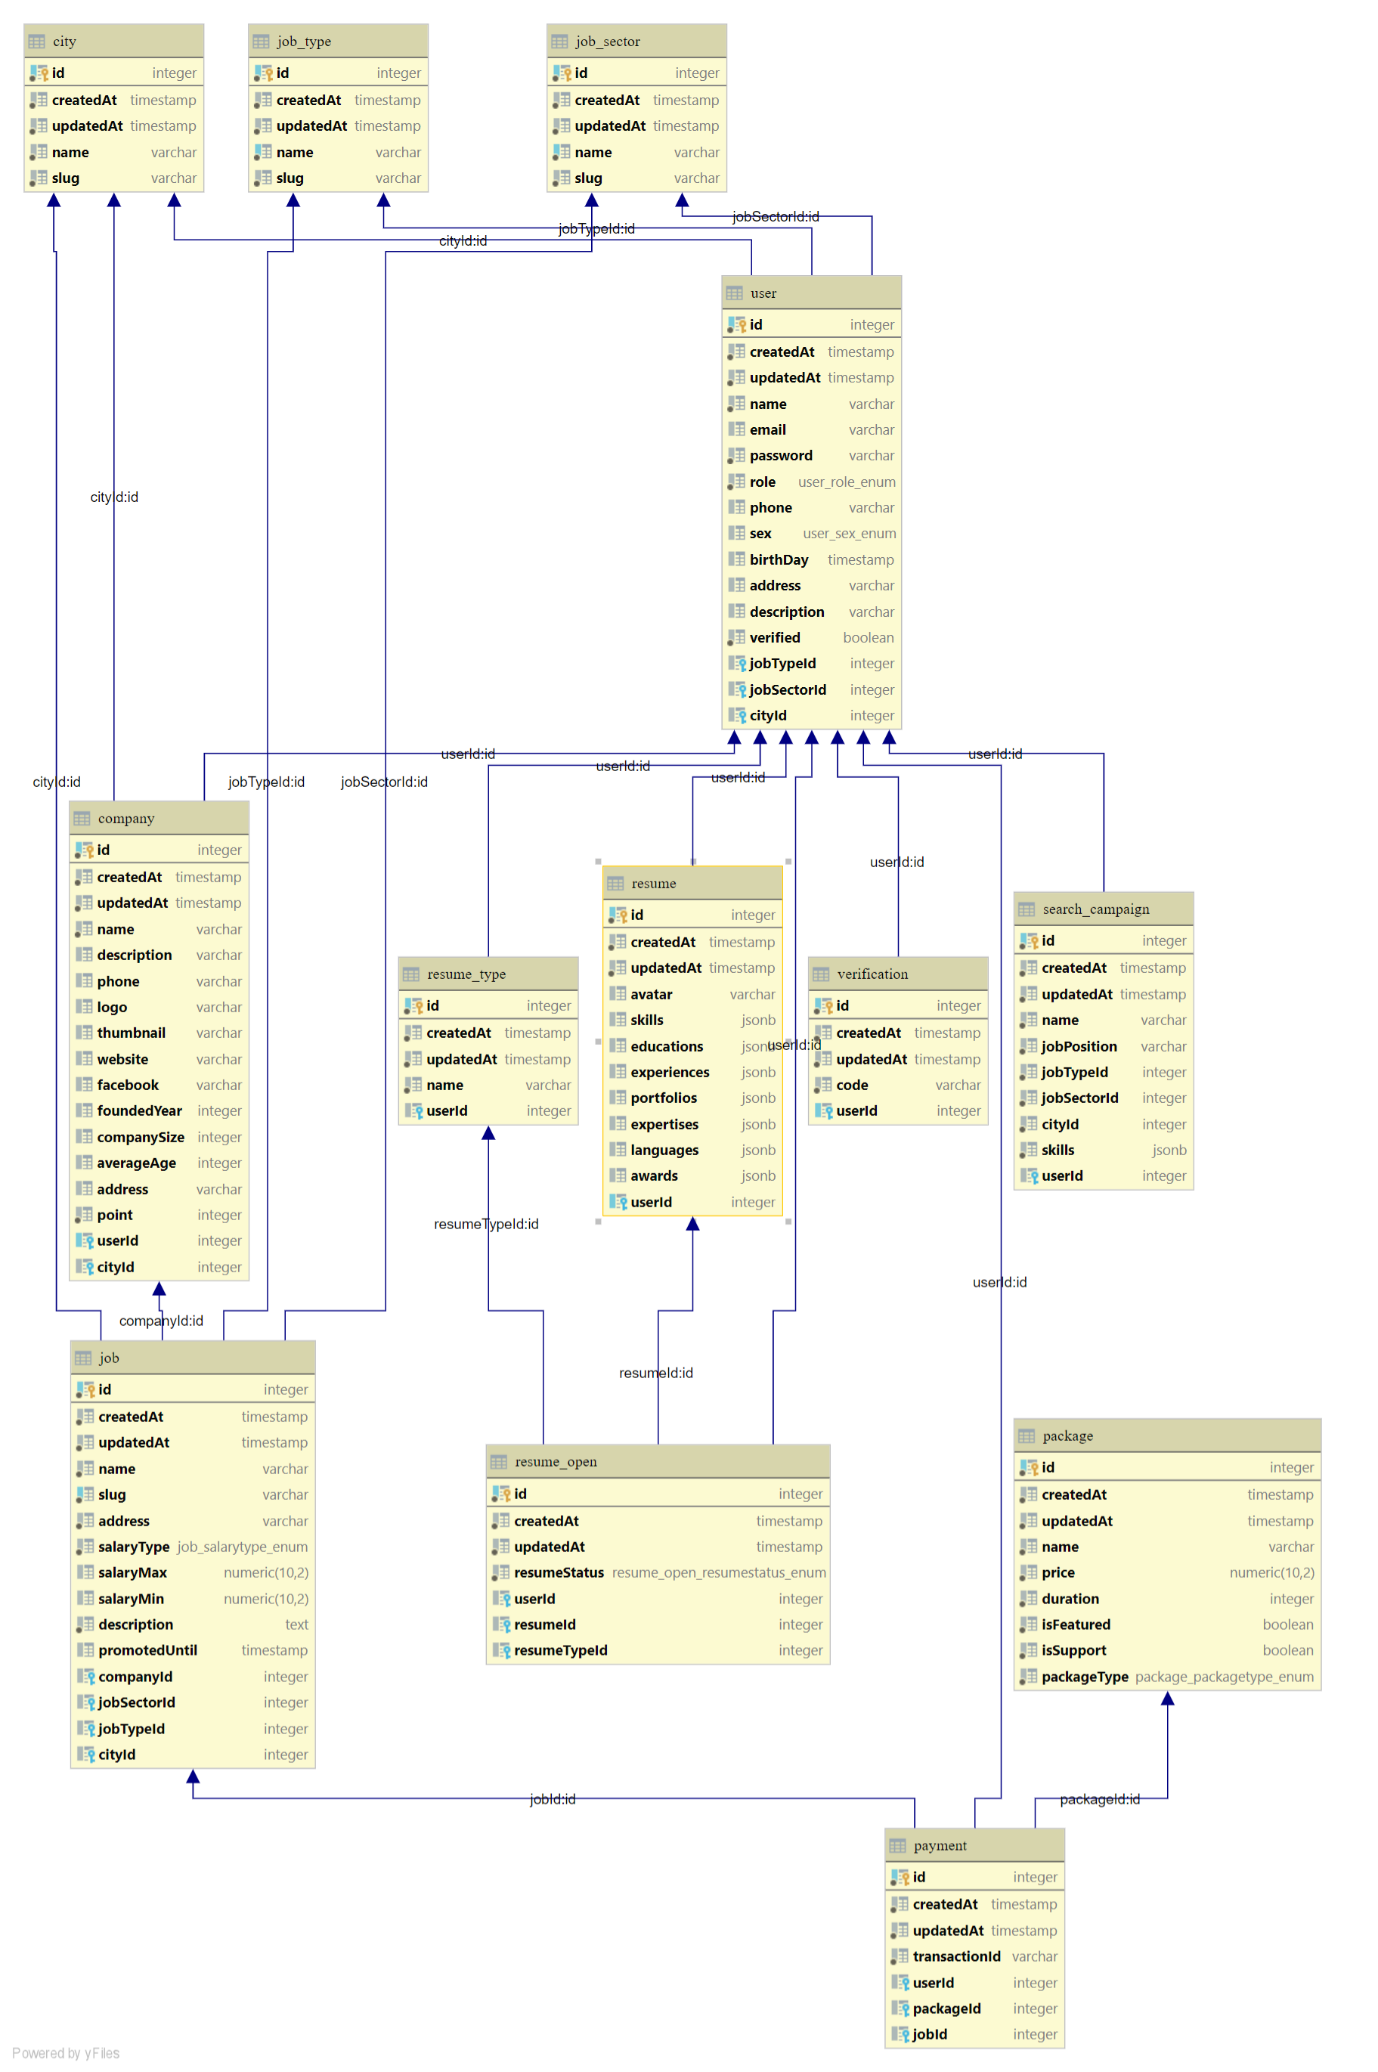 city
id integer
createdAt timestamp
updatedAt timestamp
name varchar
slug varchar
job_type
id integer
createdAt timestamp
updatedAt timestamp
name varchar
slug varchar
job_sector
id integer
createdAt timestamp
updatedAt timestamp
name varchar
slug varchar
jobSectorId:id
jobTypeId:id
cityId:id
user
id integer
createdAt timestamp
updatedAt timestamp
name varchar
email varchar
password varchar
role user_role_enum
phone varchar
sex user_sex_enum
birthDay timestamp
address varchar
description varchar
verified boolean
jobTypeId integer
jobSectorId integer
cityId integer
cityId:id
userId:id
userId:id
userId:id
userId:id
cityId:id
jobTypeId:id
jobSectorId:id
company
id integer
createdAt timestamp
updatedAt timestamp
name varchar
description varchar
phone varchar
logo varchar
thumbnail varchar
website varchar
facebook varchar
foundedYear integer
companySize integer
averageAge integer
address varchar
point integer
userId integer
cityId integer
resume_type
id integer
createdAt timestamp
updatedAt timestamp
name varchar
userId integer
resume
id integer
createdAt timestamp
updatedAt timestamp
avatar varchar
skills jsonb
educations jsonb
experiences jsonb
portfolios jsonb
expertises jsonb
languages jsonb
awards jsonb
userId integer
userId:id
userId:id
verification
id integer
createdAt timestamp
updatedAt timestamp
code varchar
userId integer
search_campaign
id integer
createdAt timestamp
updatedAt timestamp
name varchar
jobPosition varchar
jobTypeId integer
jobSectorId integer
cityId integer
skills jsonb
userId integer
resumeTypeId:id
userId:id
companyId:id
resumeId:id
job
id integer
createdAt timestamp
updatedAt timestamp
name varchar
slug varchar
address varchar
salaryType job_salarytype_enum
salaryMax numeric(10,2)
salaryMin numeric(10,2)
description text
promotedUntil timestamp
companyId integer
jobSectorId integer
jobTypeId integer
cityId integer
resume_open
id integer
createdAt timestamp
updatedAt timestamp
resumeStatus resume_open_resumestatus_enum
userId integer
resumeId integer
resumeTypeId integer
package
id integer
createdAt timestamp
updatedAt timestamp
name varchar
price numeric(10,2)
duration integer
isFeatured boolean
isSupport boolean
packageType package_packagetype_enum
jobId:id
packageId:id
payment
id integer
createdAt timestamp
updatedAt timestamp
transactionId varchar
userId integer
packageId integer
jobId integer
Powered by yFiles